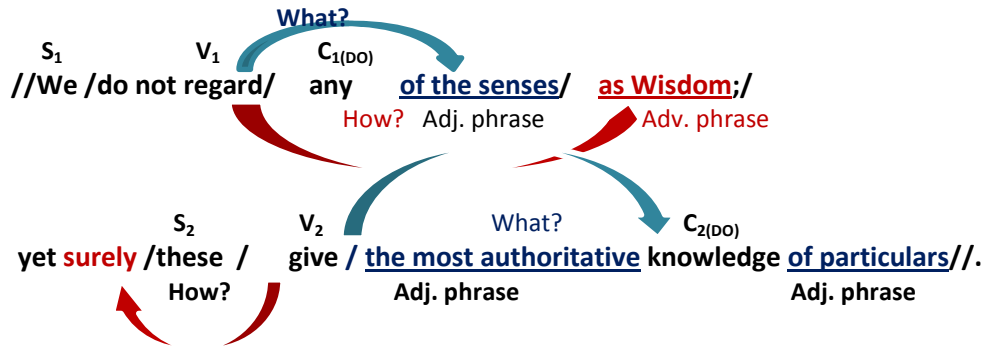 What?
S1 V1 C1(DO)
//We /do not regard/ any of the senses/ as Wisdom;/
How? Adj. phrase Adv. phrase
S2 V2 What? C2(DO)
yet surely /these / give / the most authoritative knowledge of particulars//.
How? Adj. phrase Adj. phrase